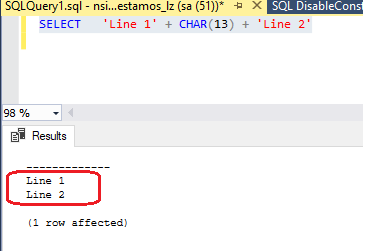 SQLQuery1.sql - nsi...estamos_lz (sa (51))* SQL DisableConst
SELECT 'Line 1' + CHAR(13) + 'Line 2'
98 %
Results
-------------
Line 1
Line 2
(1 row affected)